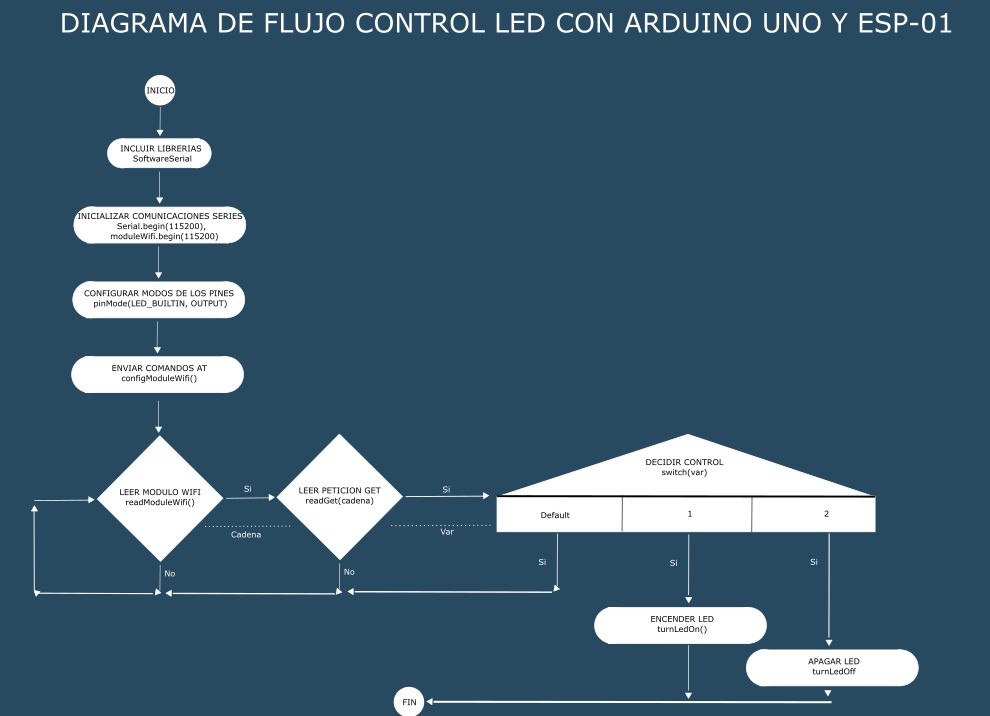 DIAGRAMA DE FLUJO CONTROL LED CON ARDUINO UNO Y ESP-01
INICIO
INCLUIR LIBRERIAS
SoftwareSerial
INICIALIZAR COMUNICACIONES SERIES
Serial.begin(115200),
moduleWifi.begin(115200)
CONFIGURAR MODOS DE LOS PINES
pinMode(LED_BUILTIN, OUTPUT)
ENVIAR COMANDOS AT
configModuleWifi()
LEER MODULO WIFI
readModuleWifi()
Si
Cadena
No
LEER PETICION GET
readGet(cadena)
Si
Var
No
DECIDIR CONTROL
switch(var)
Default
1
2
Si
Si
Si
ENCENDER LED
turnLedOn()
APAGAR LED
turnLedOff
FIN